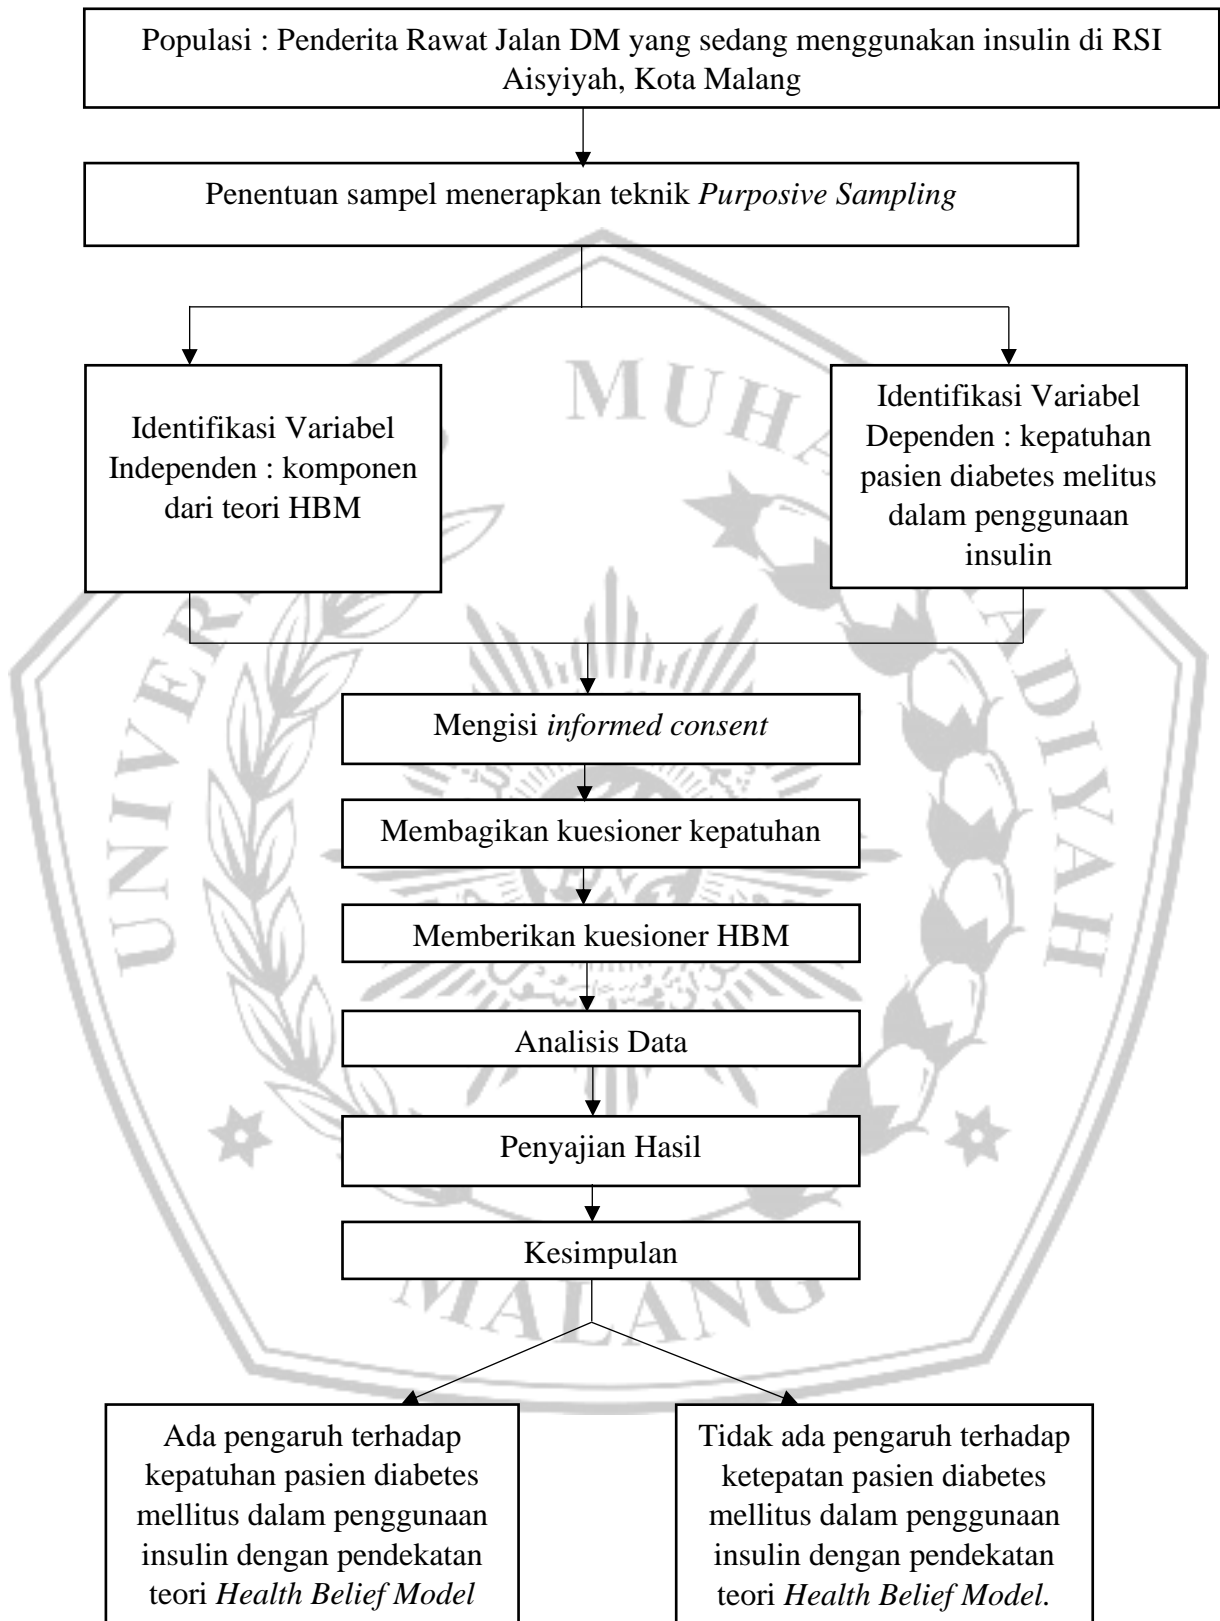 Populasi : Penderita Rawat Jalan DM yang sedang menggunakan insulin di RSI
Aisyiyah, Kota Malang
Penentuan sampel menerapkan teknik Purposive Sampling
Identifikasi Variabel
Independen : komponen
dari teori HBM
Identifikasi Variabel
Dependen : kepatuhan
pasien diabetes melitus
dalam penggunaan
insulin
Mengisi informed consent
Membagikan kuesioner kepatuhan
Memberikan kuesioner HBM
Analisis Data
Penyajian Hasil
Kesimpulan
Ada pengaruh terhadap
kepatuhan pasien diabetes
mellitus dalam penggunaan
insulin dengan pendekatan
teori Health Belief Model
Tidak ada pengaruh terhadap
ketepatan pasien diabetes
mellitus dalam penggunaan
insulin dengan pendekatan
teori Health Belief Model.
MALANG